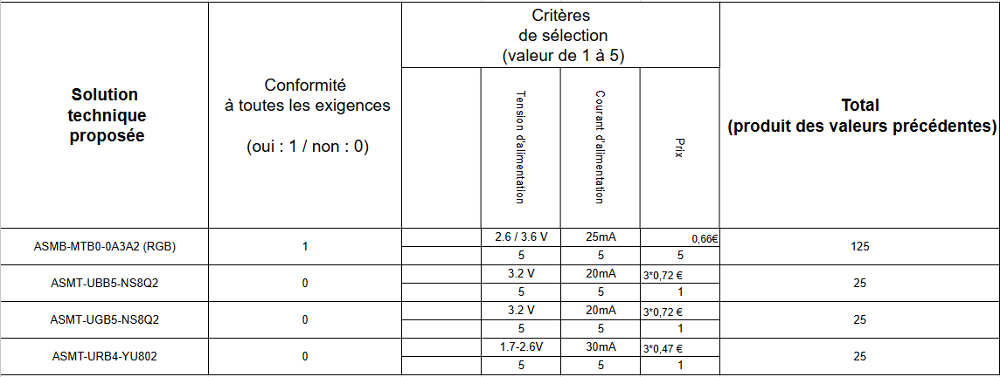 Solution
technique
proposée
Conformité
à toutes les exigences
(oui : 1 / non : 0)
Critères
de sélection
(valeur de 1 à 5)
Tension d'alimentation
Courant d'alimentation
Prix
Total
(produit des valeurs précédentes)
ASMB-MTB0-0A3A2 (RGB) 1 2.6 / 3.6 V 25mA 0,66€ 125
5 5 5
ASMT-UBB5-NS8Q2 0 3.2 V 20mA 3*0,72 € 25
5 5 1
ASMT-UGB5-NS8Q2 0 3.2 V 20mA 3*0,72 € 25
5 5 1
ASMT-URB4-YU802 0 1.7-2.6V 30mA 3*0,47 € 25
5 5 1